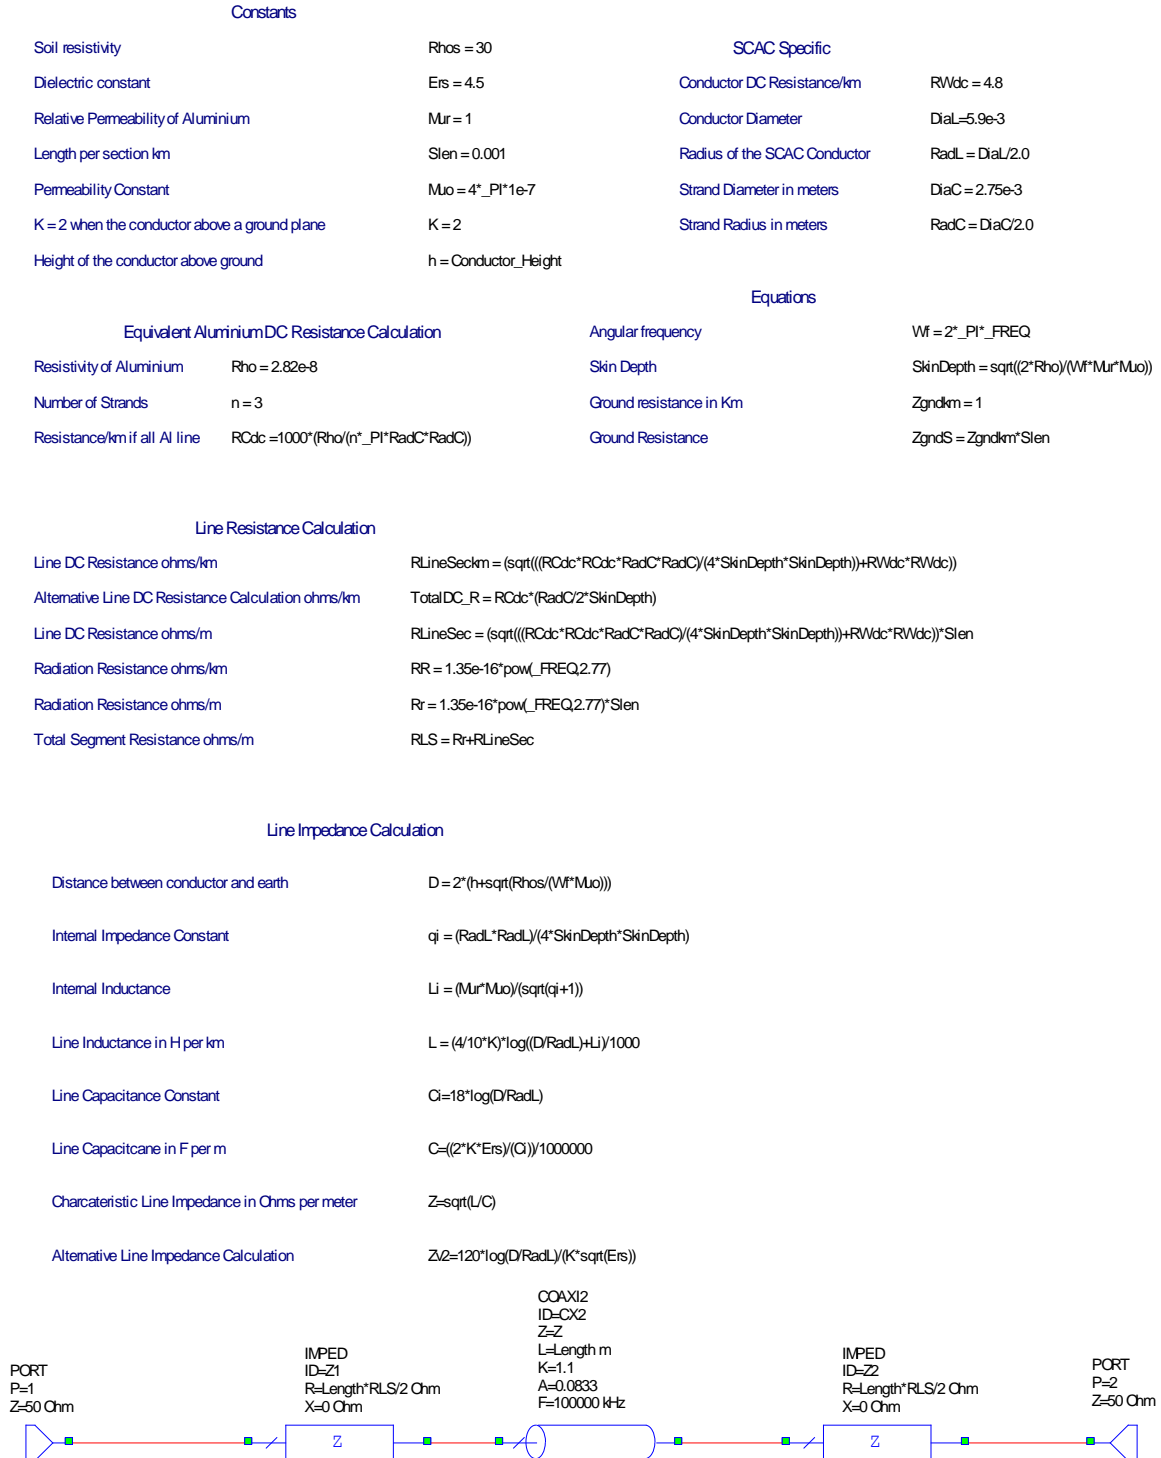 Constants
Soil resistivity Rhos = 30
SCAC Specific
Dielectric constant Ers = 4.5
Conductor DC Resistance/km RWdc = 4.8
Relative Permeability of Aluminium Mur = 1
Conductor Diameter DiaL=5.9e-3
Length per section km Slen = 0.001
Radius of the SCAC Conductor RadL = DiaL/2.0
Permeability Constant Muo = 4*_PI*1e-7
Strand Diameter in meters DiaC = 2.75e-3
K = 2 when the conductor above a ground plane K = 2
Strand Radius in meters RadC = DiaC/2.0
Height of the conductor above ground h = Conductor_Height
Equations
Equivalent Aluminium DC Resistance Calculation
Angular frequency Wf = 2*_PI*_FREQ
Resistivity of Aluminium Rho = 2.82e-8
Skin Depth SkinDepth = sqrt((2*Rho)/(Wf*Mur*Muo))
Number of Strands n = 3
Ground resistance in Km Zgndkm = 1
Resistance/km if all Al line RCdc =1000*(Rho/(n*_PI*RadC*RadC))
Ground Resistance ZgndS = Zgndkm*Slen
Line Resistance Calculation
Line DC Resistance ohms/km RLineSeckm = (sqrt(((RCdc*RCdc*RadC*RadC)/(4*SkinDepth*SkinDepth))+RWdc*RWdc))
Alternative Line DC Resistance Calculation ohms/km TotalDC_R = RCdc*(RadC/2*SkinDepth)
Line DC Resistance ohms/m RLineSec = (sqrt(((RCdc*RCdc*RadC*RadC)/(4*SkinDepth*SkinDepth))+RWdc*RWdc))*Slen
Radiation Resistance ohms/km RR = 1.35e-16*pow(_FREQ,2.77)
Radiation Resistance ohms/m Rr = 1.35e-16*pow(_FREQ,2.77)*Slen
Total Segment Resistance ohms/m RLS = Rr+RLineSec
Line Impedance Calculation
Distance between conductor and earth D = 2*(h+sqrt(Rhos/(Wf*Muo)))
Internal Impedance Constant qi = (RadL*RadL)/(4*SkinDepth*SkinDepth)
Internal Inductance Li = (Mur*Muo)/(sqrt(qi+1))
Line Inductance in H per km L = (4/10*K)*log((D/RadL)+Li)/1000
Line Capacitance Constant Ci=18*log(D/RadL)
Line Capacitcane in F per m C=((2*K*Ers)/(Ci))/1000000
Charcateristic Line Impedance in Ohms per meter Z=sqrt(L/C)
Alternative Line Impedance Calculation Zv2=120*log(D/RadL)/(K*sqrt(Ers))
PORT
P=1
Z=50 Ohm
IMPED
ID=Z1
R=Length*RLS/2 Ohm
X=0 Ohm
COAXI2
ID=CX2
Z=Z
L=Length m
K=1.1
A=0.0833
F=100000 kHz
IMPED
ID=Z2
R=Length*RLS/2 Ohm
X=0 Ohm
PORT
P=2
Z=50 Ohm
Z
Z